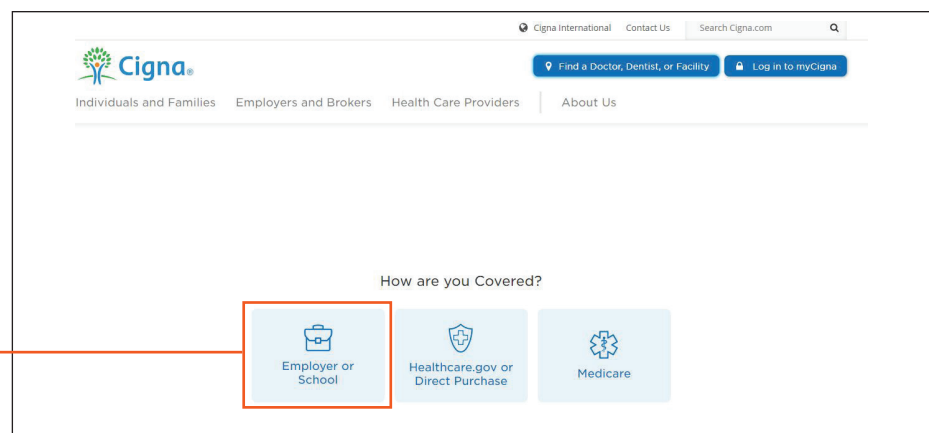 Cigna International Contact Us Search Cigna.com
Cigna®
Find a Doctor, Dentist, or Facility Log in to myCigna
Individuals and Families Employers and Brokers Health Care Providers About Us
How are you Covered?
Employer or
School
Healthcare.gov or
Direct Purchase
Medicare